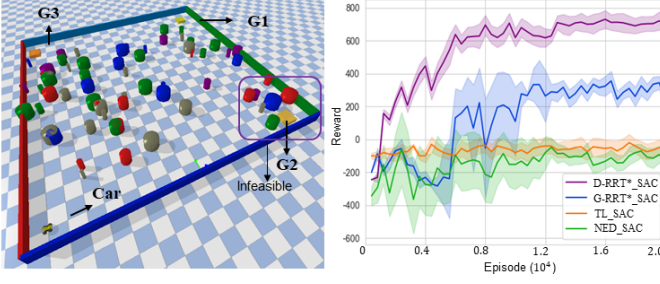 G3
G1
G2
Infeasible
Car
Reward
800
600
400
200
0
-200
-400
-600
0
0.4
0.8
1.2
1.6
2.0
Episode (10⁴)
D-RRT*_SAC
G-RRT*_SAC
TL_SAC
NED_SAC